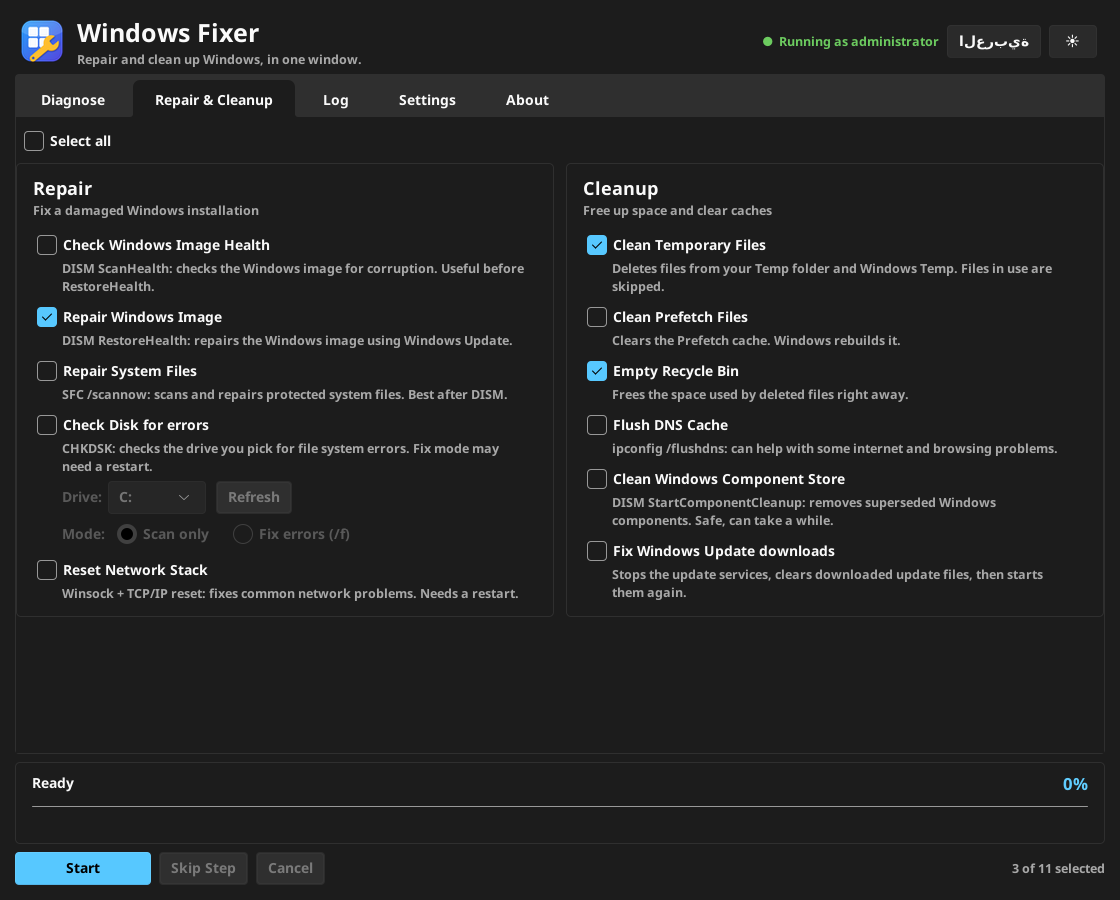 Windows Fixer
Repair and clean up Windows, in one window.
Running as administrator
العربية
Diagnose
Repair & Cleanup
Log
Settings
About
Select all
Repair
Fix a damaged Windows installation
Check Windows Image Health
DISM ScanHealth: checks the Windows image for corruption. Useful before
RestoreHealth.
Repair Windows Image
DISM RestoreHealth: repairs the Windows image using Windows Update.
Repair System Files
SFC /scannow: scans and repairs protected system files. Best after DISM.
Check Disk for errors
CHKDSK: checks the drive you pick for file system errors. Fix mode may
need a restart.
Drive: C: Refresh
Mode: Scan only Fix errors (/f)
Reset Network Stack
Winsock + TCP/IP reset: fixes common network problems. Needs a restart.
Cleanup
Free up space and clear caches
Clean Temporary Files
Deletes files from your Temp folder and Windows Temp. Files in use are
skipped.
Clean Prefetch Files
Clears the Prefetch cache. Windows rebuilds it.
Empty Recycle Bin
Frees the space used by deleted files right away.
Flush DNS Cache
ipconfig /flushdns: can help with some internet and browsing problems.
Clean Windows Component Store
DISM StartComponentCleanup: removes superseded Windows
components. Safe, can take a while.
Fix Windows Update downloads
Stops the update services, clears downloaded update files, then starts
them again.
Ready
0%
Start
Skip Step
Cancel
3 of 11 selected